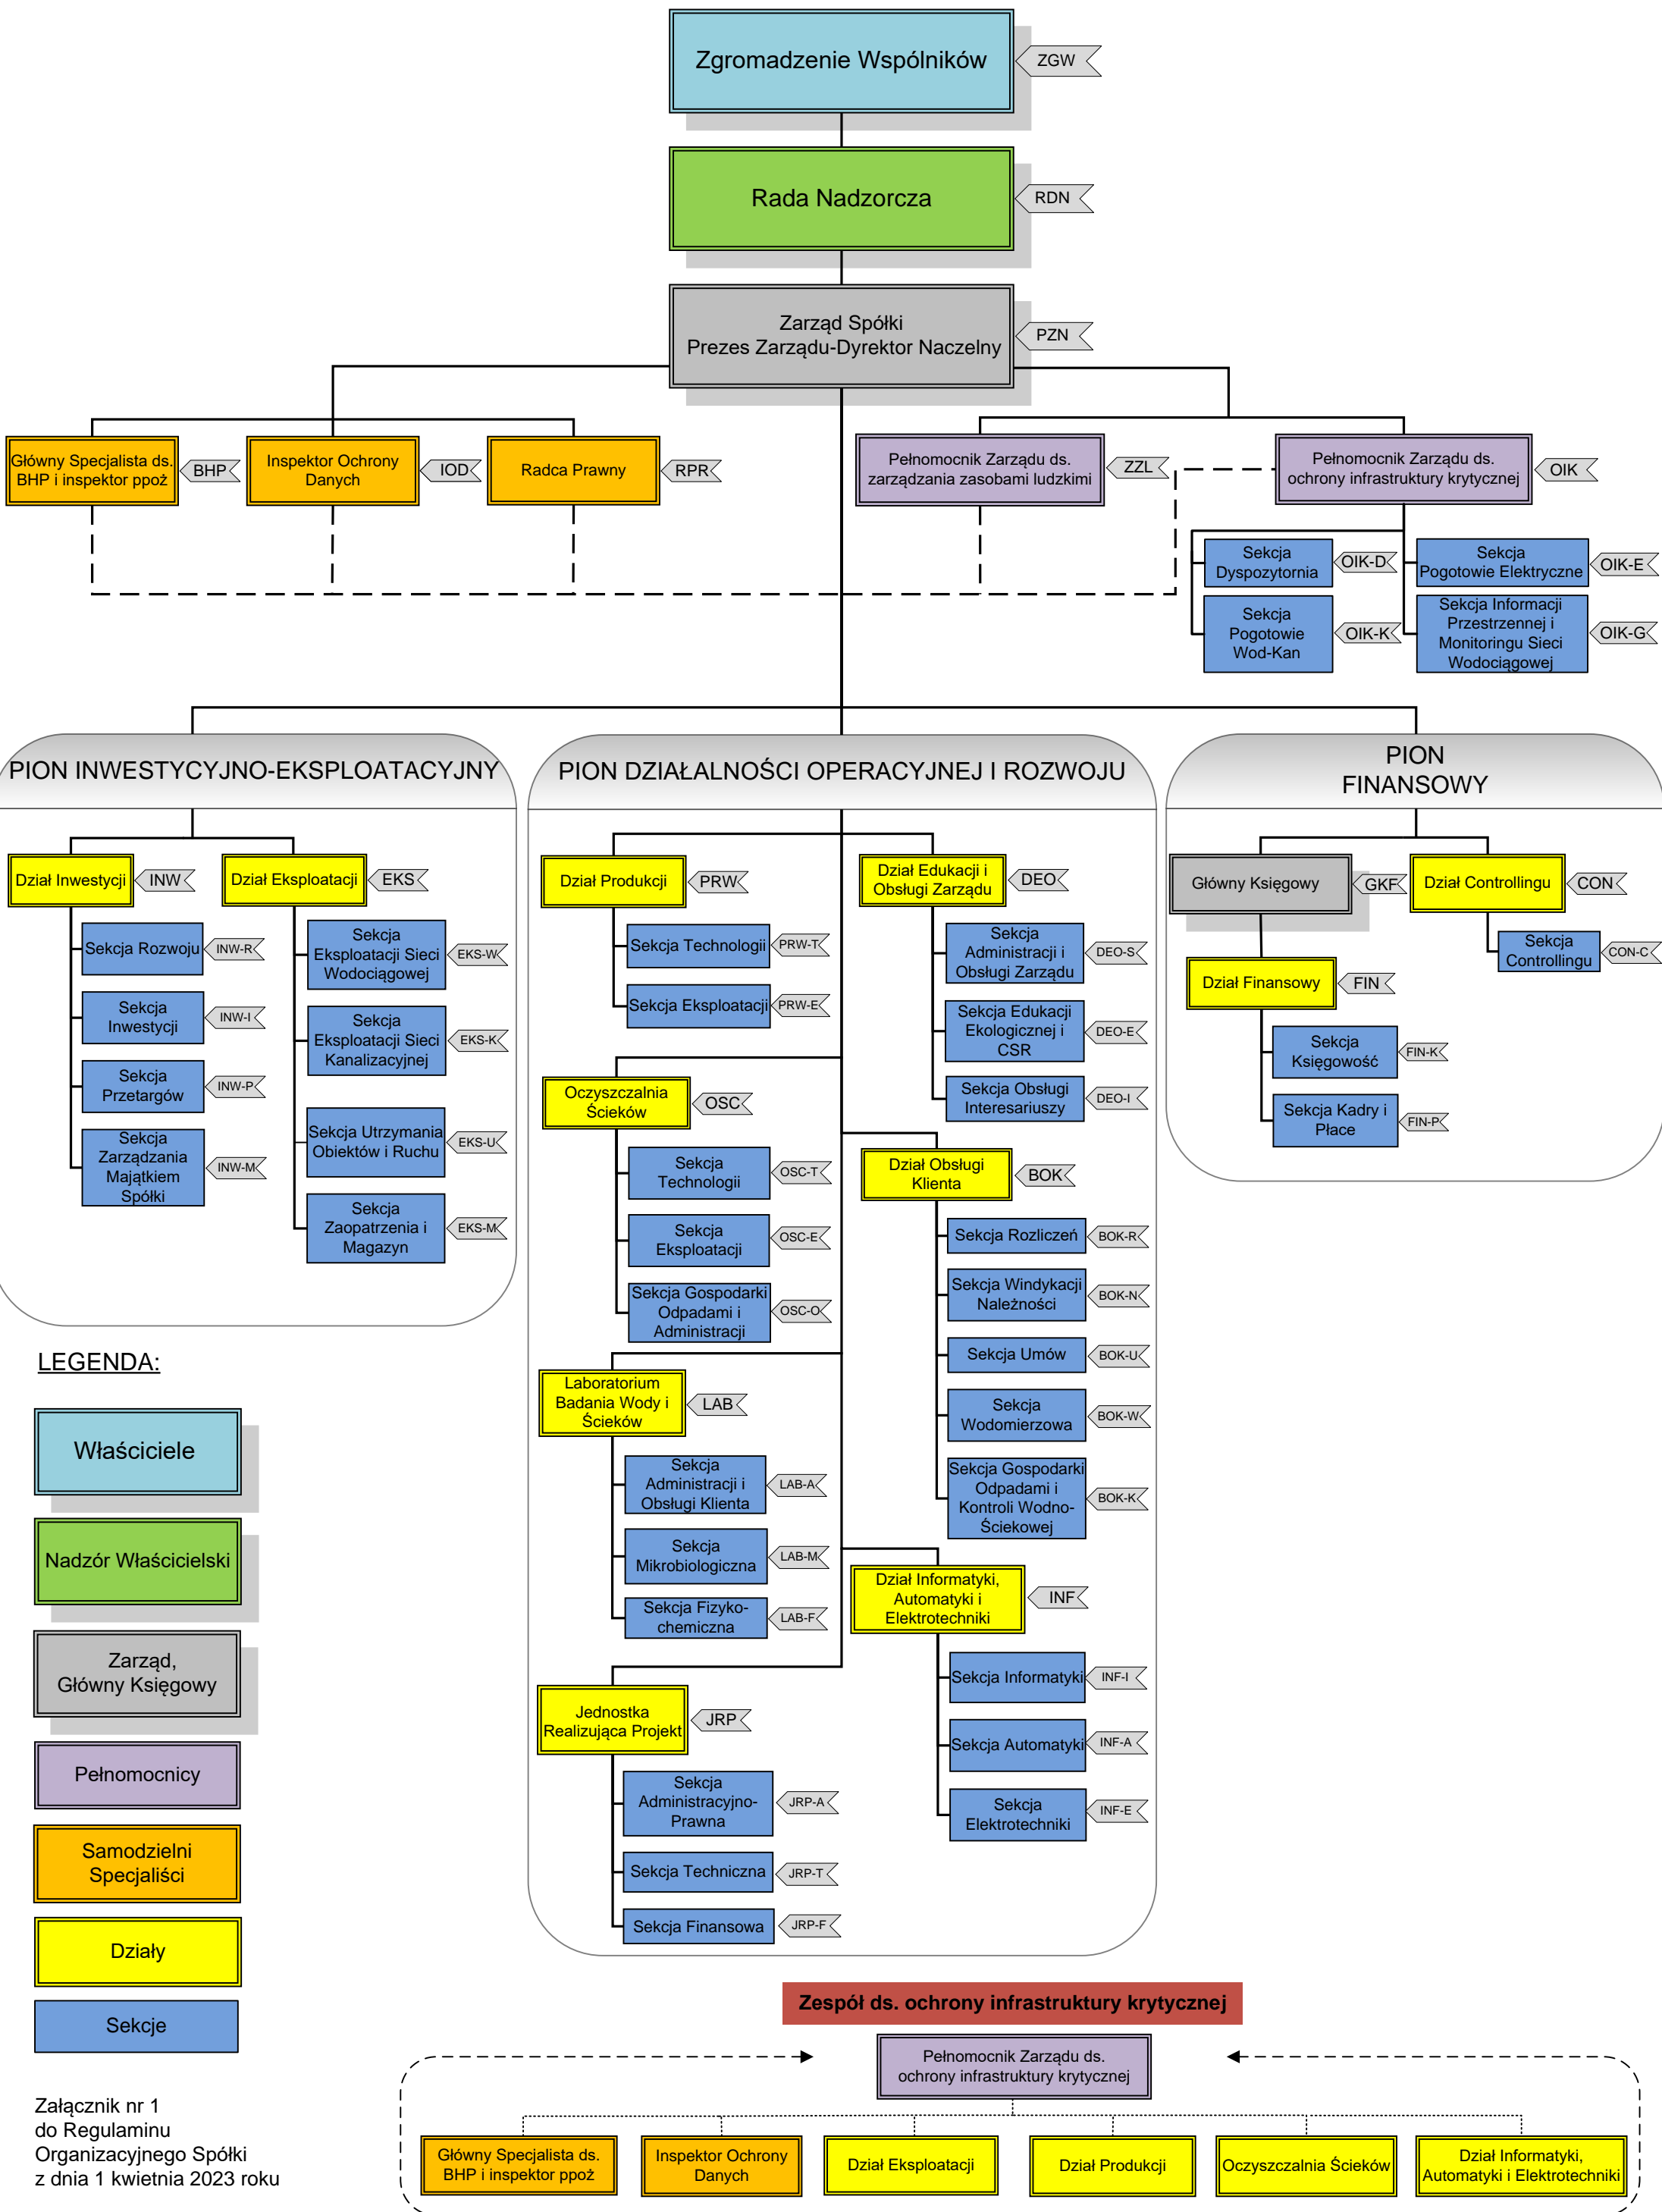 Zgromadzenie Wspólników
ZGW
Rada Nadzorcza
RDN
Zarząd Spółki
Prezes Zarządu-Dyrektor Naczelny
PZN
Główny Specjalista ds.
BHP i inspektor ppoż
BHP
Inspektor Ochrony
Danych
IOD
Radca Prawny
RPR
Pełnomocnik Zarządu ds.
zarządzania zasobami ludzkimi
ZZL
Pełnomocnik Zarządu ds.
ochrony infrastruktury krytycznej
OIK
Sekcja
Dyspozytornia
OIK-D
Sekcja
Pogotowie Elektryczne
OIK-E
Sekcja
Pogotowie
Wod-Kan
OIK-K
Sekcja Informacji
Przestrzennej i
Monitoringu Sieci
Wodociągowej
OIK-G
PION INWESTYCYJNO-EKSPLOATACYJNY
Dział Inwestycji
INW
Sekcja Rozwoju
INW-R
Sekcja
Inwestycji
INW-I
Sekcja
Przetargów
INW-P
Sekcja
Zarządzania
Majątkiem
Spółki
INW-M
Dział Eksploatacji
EKS
Sekcja
Eksploatacji Sieci
Wodociągowej
EKS-W
Sekcja
Eksploatacji Sieci
Kanalizacyjnej
EKS-K
Sekcja Utrzymania
Obiektów i Ruchu
EKS-U
Sekcja
Zaopatrzenia i
Magazyn
EKS-M
PION DZIAŁALNOŚCI OPERACYJNEJ I ROZWOJU
Dział Produkcji
PRW
Sekcja Technologii
PRW-T
Sekcja Eksploatacji
PRW-E
Oczyszczalnia
Ścieków
OSC
Sekcja
Technologii
OSC-T
Sekcja
Eksploatacji
OSC-E
Sekcja Gospodarki
Odpadami i
Administracji
OSC-O
Laboratorium
Badania Wody i
Ścieków
LAB
Sekcja
Administracji i
Obsługi Klienta
LAB-A
Sekcja
Mikrobiologiczna
LAB-M
Sekcja Fizyko-
chemiczna
LAB-F
Jednostka
Realizująca Projekt
JRP
Sekcja
Administracyjno-
Prawna
JRP-A
Sekcja Techniczna
JRP-T
Sekcja Finansowa
JRP-F
Dział Edukacji i
Obsługi Zarządu
DEO
Sekcja
Administracji i
Obsługi Zarządu
DEO-S
Sekcja Edukacji
Ekologicznej i
CSR
DEO-E
Sekcja Obsługi
Interesariuszy
DEO-I
Dział Obsługi
Klienta
BOK
Sekcja Rozliczeń
BOK-R
Sekcja Windykacji
Należności
BOK-N
Sekcja Umów
BOK-U
Sekcja
Wodomierzowa
BOK-W
Sekcja Gospodarki
Odpadami i
Kontroli Wodno-
Ściekowej
BOK-K
Dział Informatyki,
Automatyki i
Elektrotechniki
INF
Sekcja Informatyki
INF-I
Sekcja Automatyki
INF-A
Sekcja
Elektrotechniki
INF-E
PION
FINANSOWY
Główny Księgowy
GKF
Dział Finansowy
FIN
Sekcja
Księgowość
FIN-K
Sekcja Kadry i
Płace
FIN-P
Dział Controllingu
CON
Sekcja
Controllingu
CON-C
LEGENDA:
Właściciele
Nadzór Właścicielski
Zarząd,
Główny Księgowy
Pełnomocnicy
Samodzielni
Specjaliści
Działy
Sekcje
Załącznik nr 1
do Regulaminu
Organizacyjnego Spółki
z dnia 1 kwietnia 2023 roku
Zespół ds. ochrony infrastruktury krytycznej
Pełnomocnik Zarządu ds.
ochrony infrastruktury krytycznej
Główny Specjalista ds.
BHP i inspektor ppoż
Inspektor Ochrony
Danych
Dział Eksploatacji
Dział Produkcji
Oczyszczalnia Ścieków
Dział Informatyki,
Automatyki i Elektrotechniki